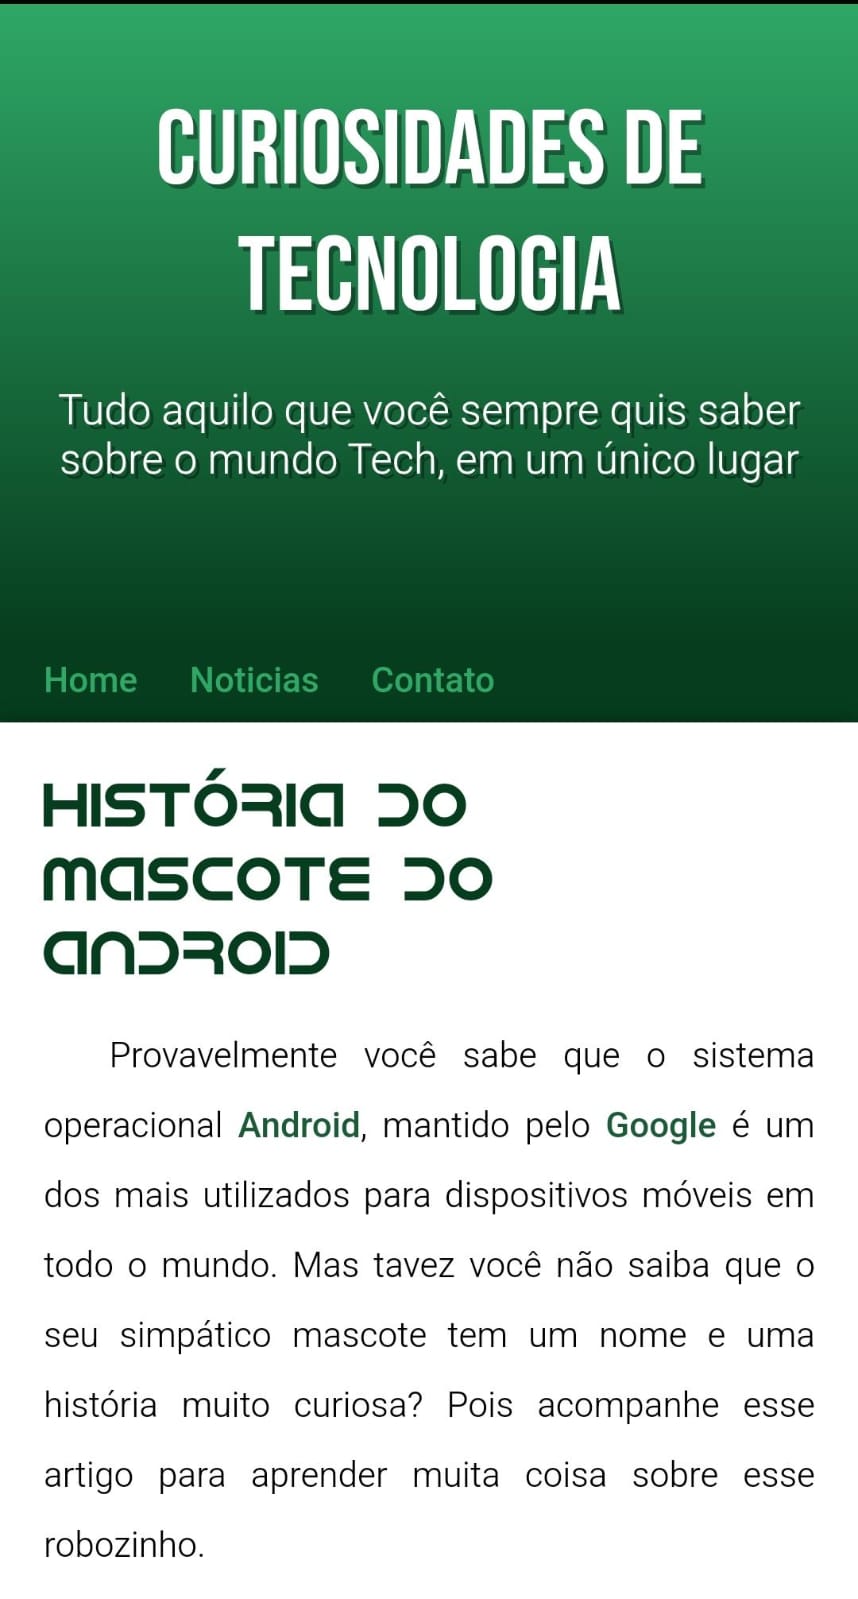 CURIOSIDADES DE
TECNOLOGIA
Tudo aquilo que você sempre quis saber
sobre o mundo Tech, em um único lugar
Home Noticias Contato
HISTÓRIA DO
MASCOTE DO
ANDROID
Provavelmente você sabe que o sistema
operacional Android, mantido pelo Google é um
dos mais utilizados para dispositivos móveis em
todo o mundo. Mas tavez você não saiba que o
seu simpático mascote tem um nome e uma
história muito curiosa? Pois acompanhe esse
artigo para aprender muita coisa sobre esse
robozinho.